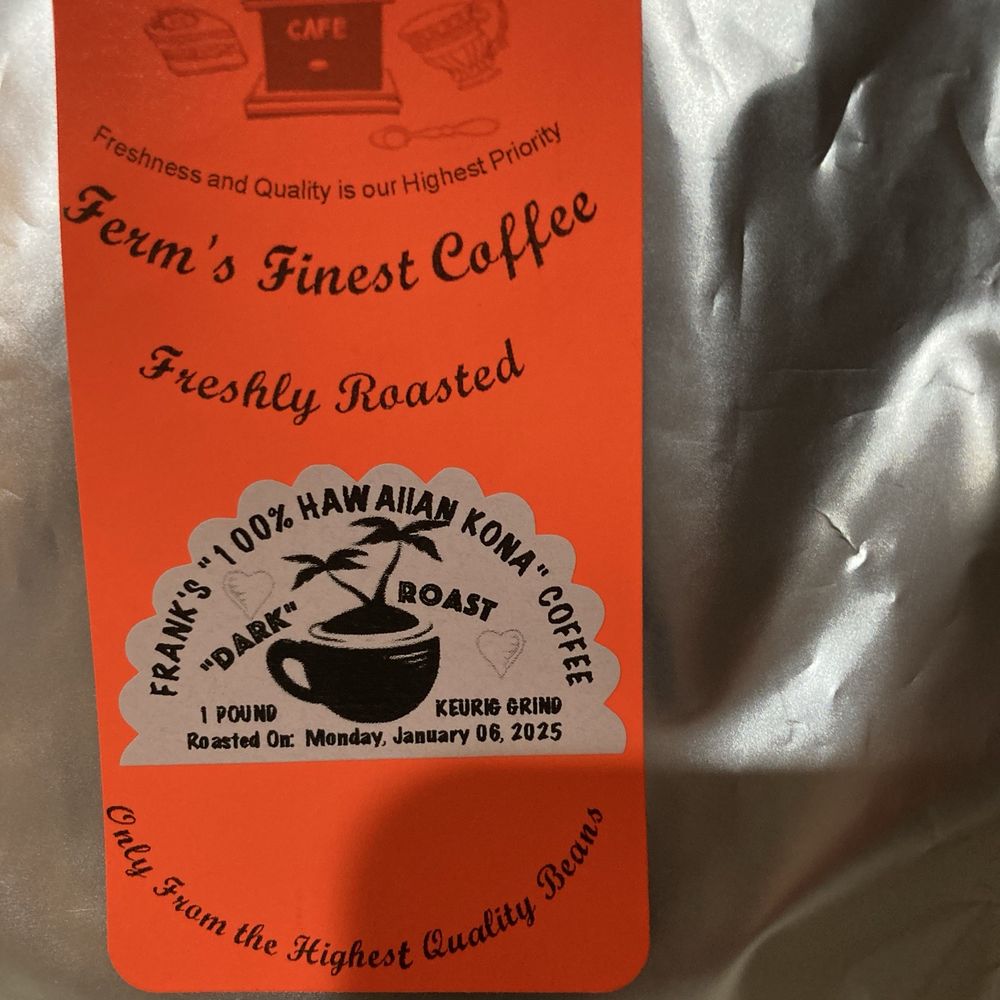 CAFE
Freshness and Quality is our Highest Priority
Ferm's Finest Coffee
Freshly Roasted
FRANK'S "100% HAWAIIAN KONA" COFFEE
"DARK" ROAST
1 POUND KEURIG GRIND
Roasted On: Monday, January 06, 2025
Only From the Highest Quality Beans